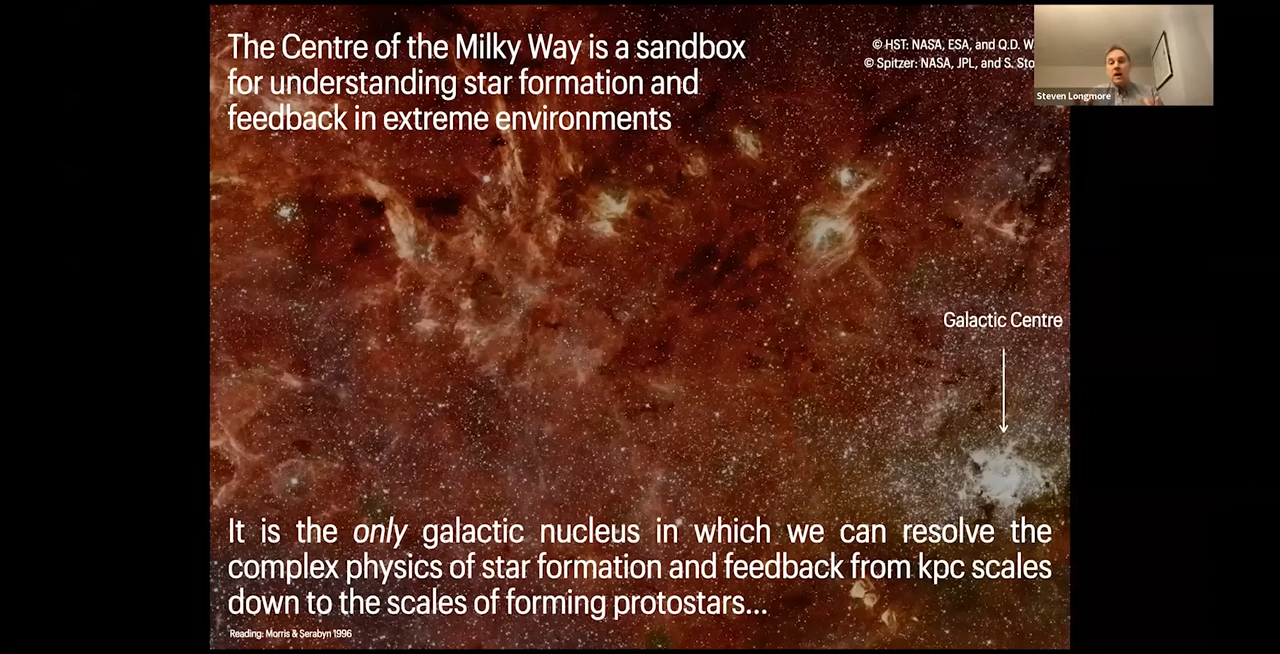 The Centre of the Milky Way is a sandbox
for understanding star formation and
feedback in extreme environments
© HST: NASA, ESA, and Q.D. W
© Spitzer: NASA, JPL, and S. Sto
Steven Longmore
Galactic Centre
It is the only galactic nucleus in which we can resolve the
complex physics of star formation and feedback from kpc scales
down to the scales of forming protostars...
Reading: Morris & Serabyn 1996